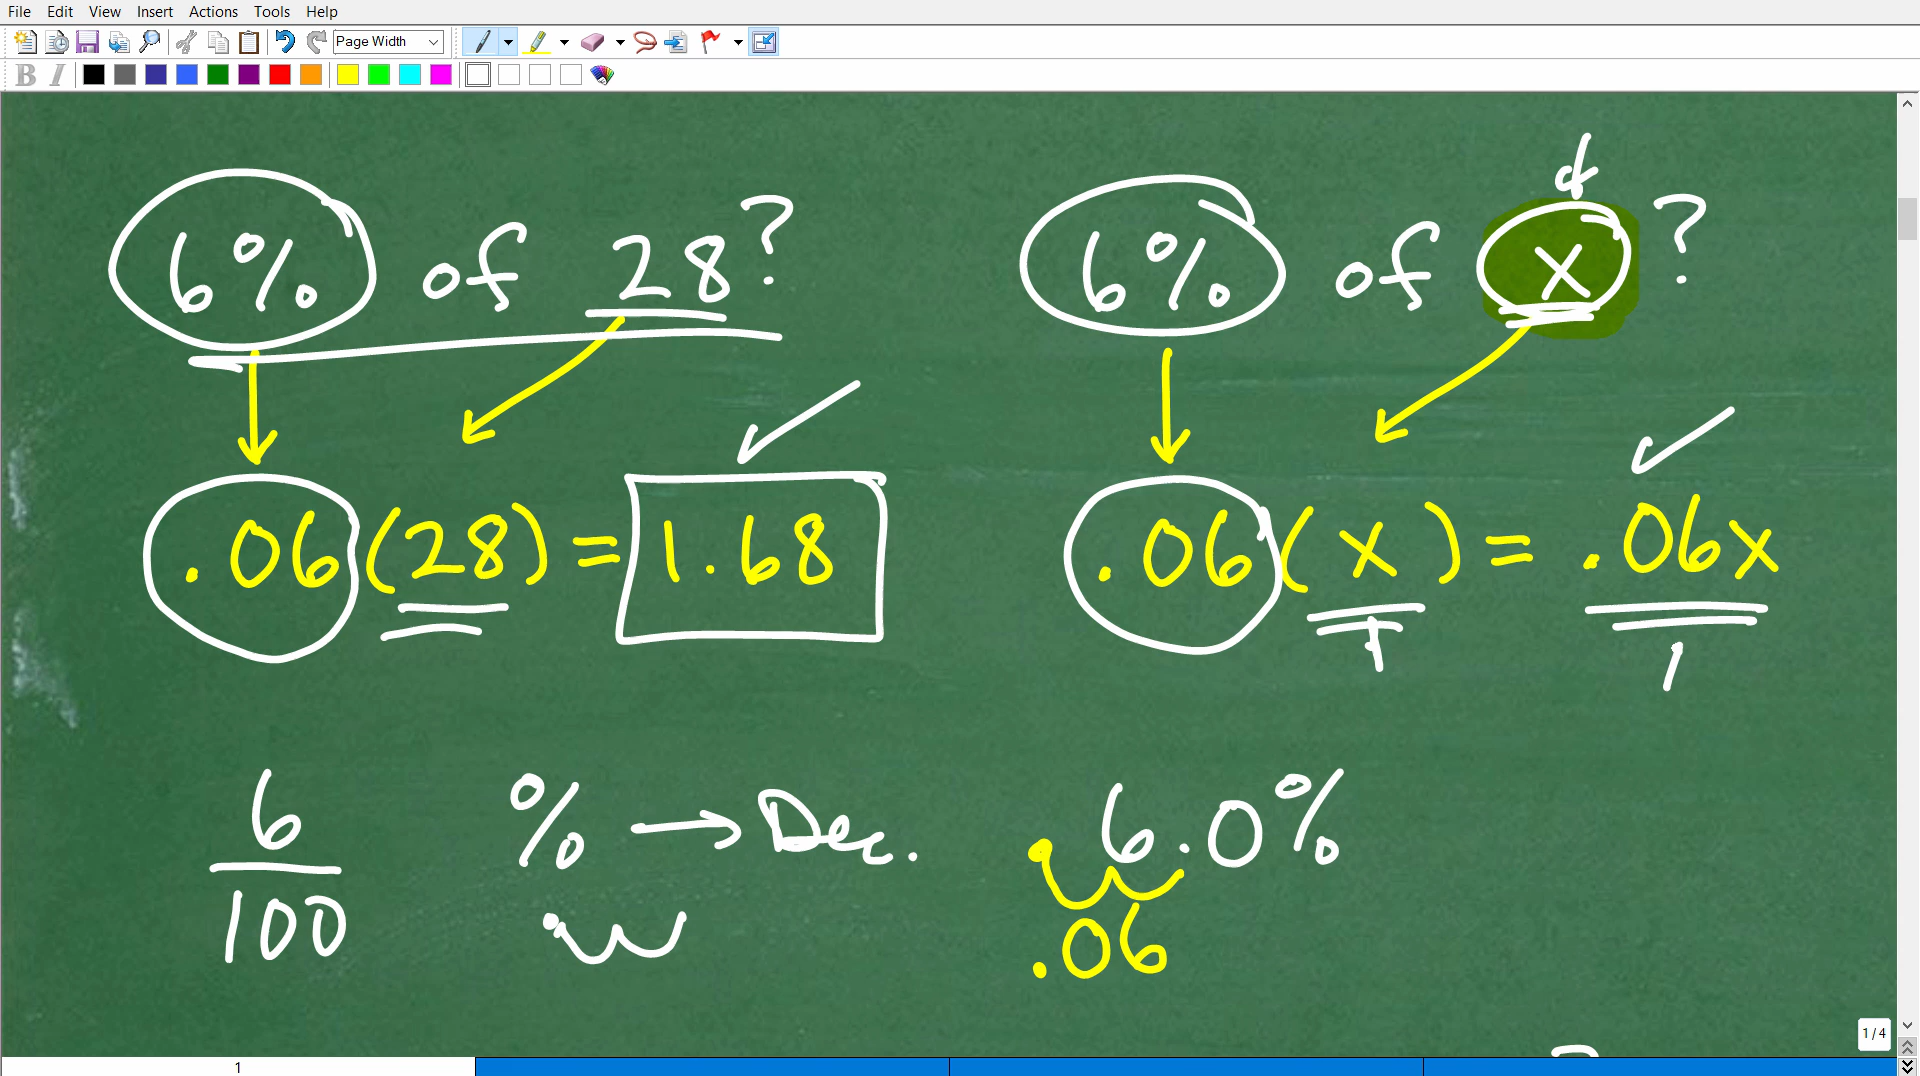 File Edit View Insert Actions Tools Help
Page Width
B I
6% of 28?
6% of x?
.06(28) = 1.68
.06(x) = .06x
6
100
% → Dec.
6.0%
.06
1 / 4
1